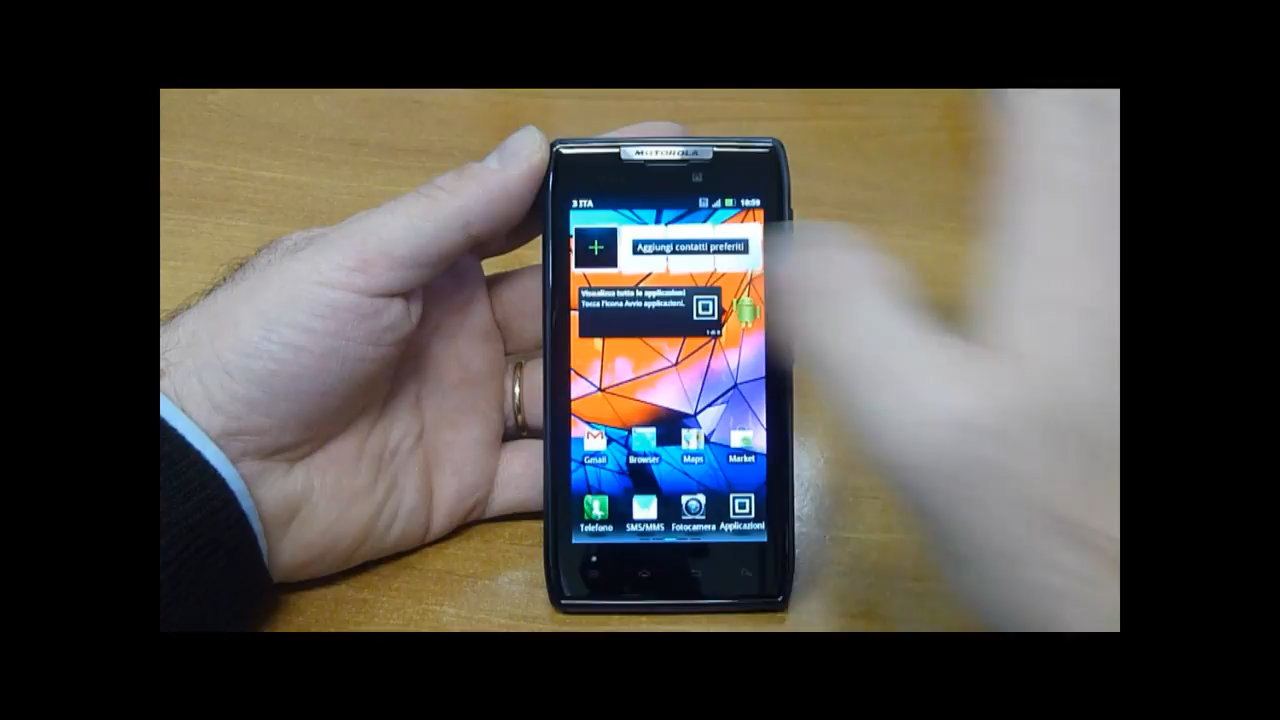 MOTOROLA
3 ITA 18:59
Aggiungi contatti preferiti
Visualizza tutte le applicazioni
Tocca l'icona Avvio applicazioni.
Gmail Browser Maps Market
Telefono SMS/MMS Fotocamera Applicazioni